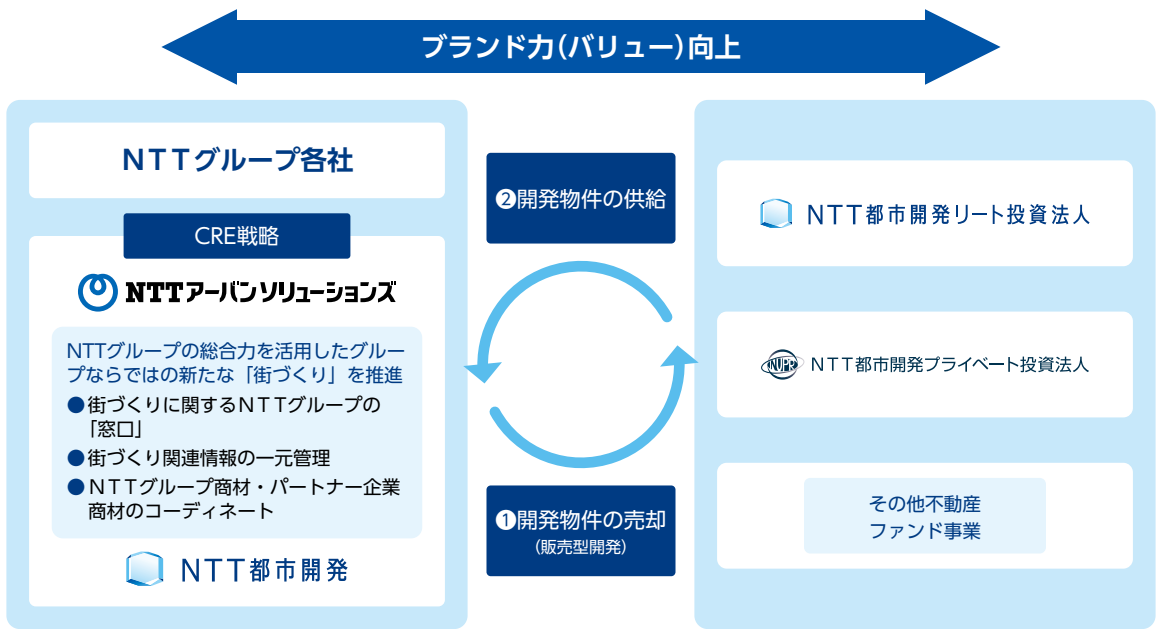 ブランド力(バリュー)向上
NTTグループ各社
CRE戦略
NTTアーバンソリューションズ
NTTグループの総合力を活用したグルー
プならではの新たな「街づくり」を推進
●街づくりに関するNTTグループの
「窓口」
●街づくり関連情報の一元管理
●NTTグループ商材・パートナー企業
商材のコーディネート
NTT都市開発
❷開発物件の供給
❶開発物件の売却
(販売型開発)
NTT都市開発リート投資法人
NUPR NTT都市開発プライベート投資法人
その他不動産
ファンド事業